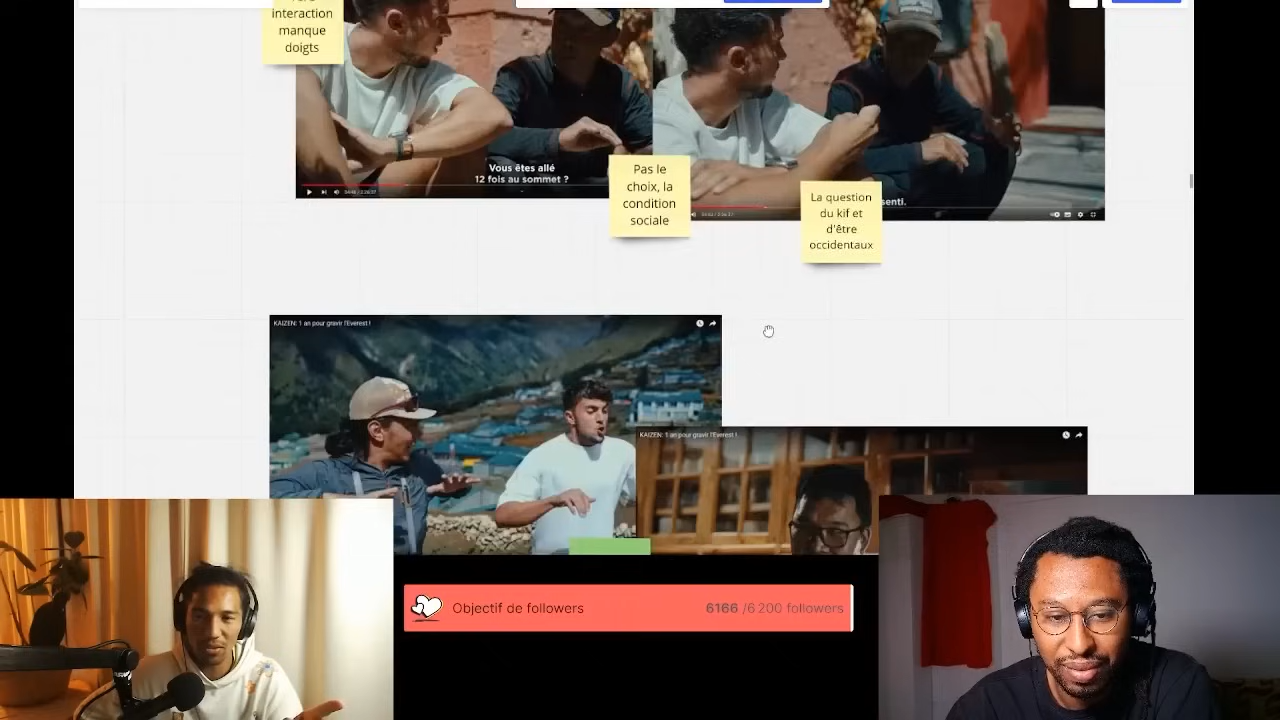 interaction
manque
doigts
Vous êtes allé
12 fois au sommet ?
Pas le
choix, la
condition
sociale
La question
du kif et
d'être
occidentaux
senti.
KAIZEN: 1 an pour gravir l'Everest !
KAIZEN: 1 an pour gravir l'Everest !
Objectif de followers
6166 /6 200 followers